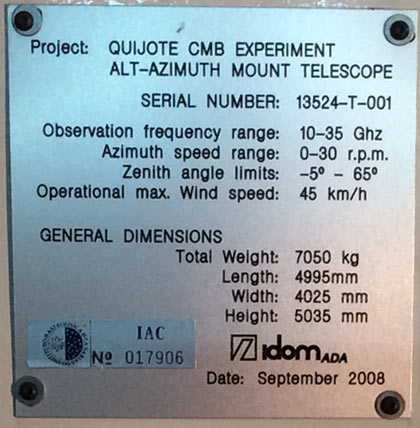 Project: QUIJOTE CMB EXPERIMENT
ALT-AZIMUTH MOUNT TELESCOPE
SERIAL NUMBER: 13524-T-001
Observation frequency range: 10-35 Ghz
Azimuth speed range: 0-30 r.p.m.
Zenith angle limits: -5º - 65º
Operational max. Wind speed: 45 km/h
GENERAL DIMENSIONS
Total Weight: 7050 kg
Length: 4995mm
Width: 4025 mm
Height: 5035 mm
IAC
Nº 017906
idom ADA
Date: September 2008